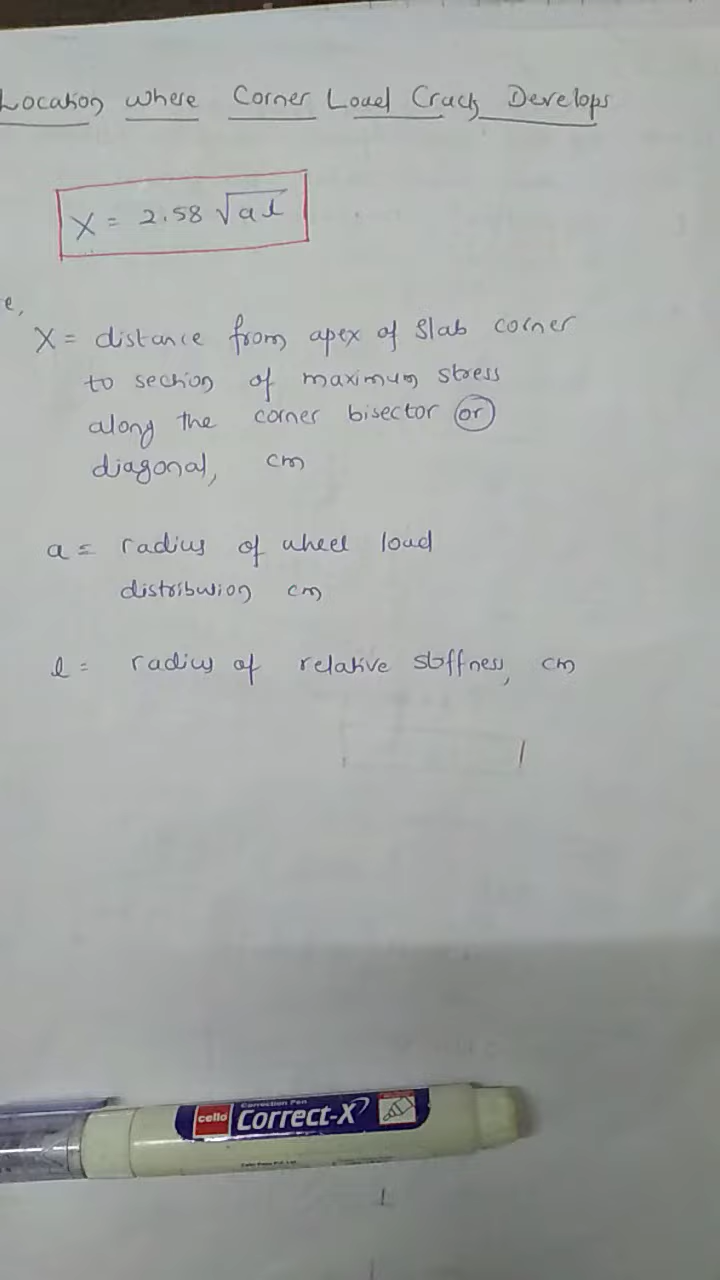 Location where Corner Load Crack Develops
X = 2.58 √al
e,
X = distance from apex of slab corner
to section of maximum stress
along the corner bisector or
diagonal, cm
a = radius of wheel load
distribution cm
l = radius of relative stiffness, cm
Correction Pen
cello Correct-X